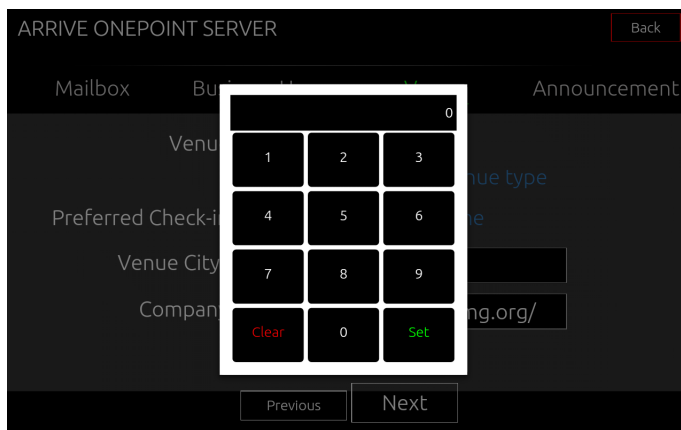 ARRIVE ONEPOINT SERVER
Back
Mailbox
Announcement
0
1 2 3
4 5 6
7 8 9
Clear 0 Set
Venue City
Preferred Check-i
Company
nue type
ng.org/
Previous
Next